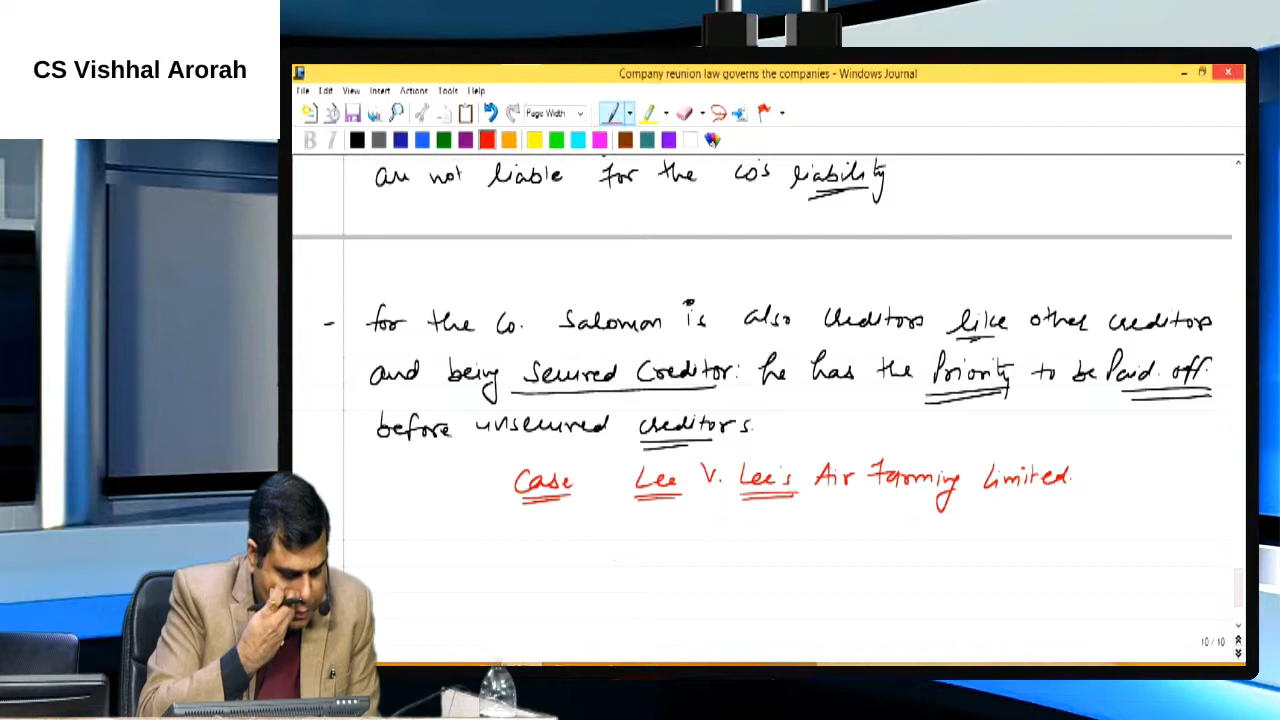 CS Vishhal Arorah
Company reunion law governs the companies - Windows Journal
File Edit View Insert Actions Tools Help
Page Width
B I
are not liable for the co's liability
- for the Co. Salomon is also creditors like other creditors
and being secured Creditor: he has the Priority to be Paid off.
before unsecured creditors.
Case Lee V. Lee's Air Farming Limited.
10 / 10